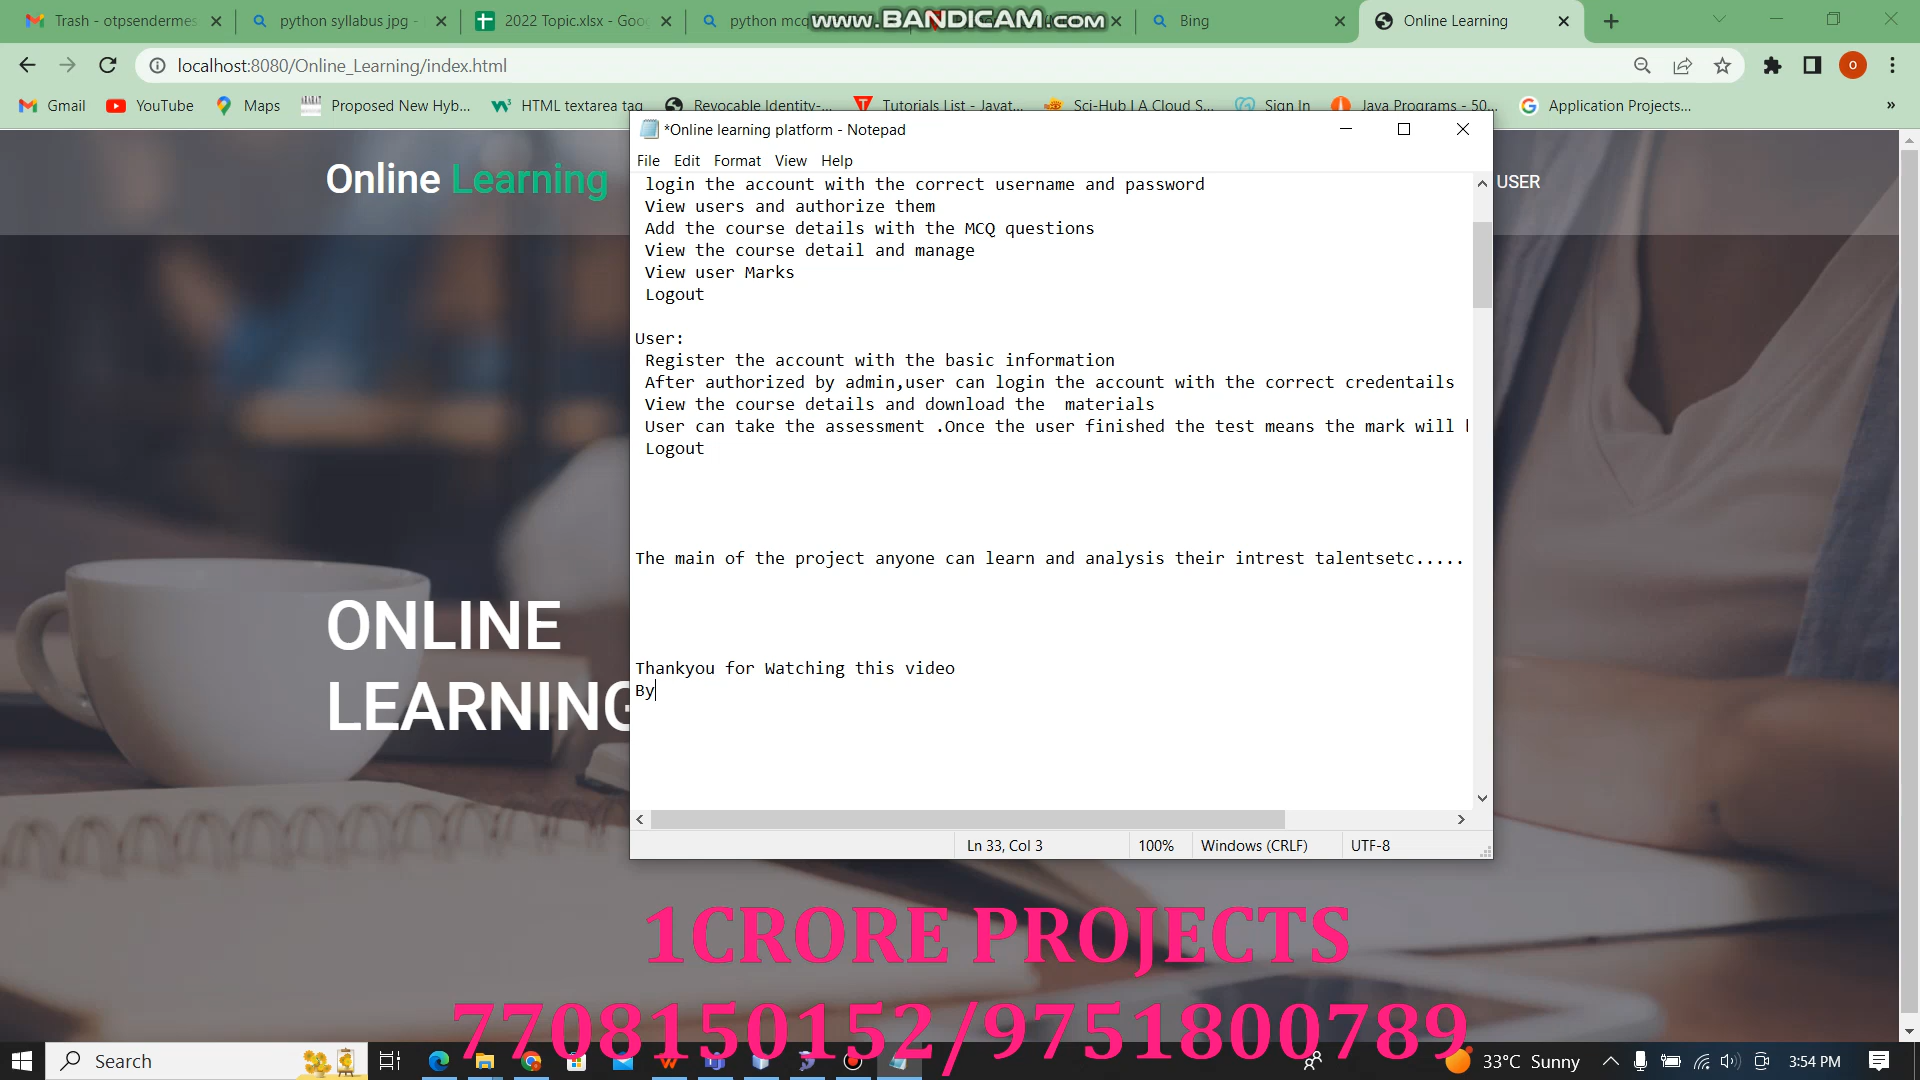 Trash - otpsendermes
python syllabus jpg -
2022 Topic.xlsx - Goo
python mcq
www.BANDICAM.com
Bing
Online Learning
localhost:8080/Online_Learning/index.html
Gmail
YouTube
Maps
Proposed New Hyb...
HTML textarea tag
Revocable Identity-...
Tutorials List - Javat...
Sci-Hub | A Cloud S...
Sign In
Java Programs - 50...
Application Projects...
Online Learning
USER
*Online learning platform - Notepad
File Edit Format View Help
login the account with the correct username and password
View users and authorize them
Add the course details with the MCQ questions
View the course detail and manage
View user Marks
Logout
User:
Register the account with the basic information
After authorized by admin,user can login the account with the correct credentails
View the course details and download the  materials
User can take the assessment .Once the user finished the test means the mark will
Logout
The main of the project anyone can learn and analysis their intrest talentsetc.....
Thankyou for Watching this video
By
ONLINE
LEARNING
Ln 33, Col 3
100%
Windows (CRLF)
UTF-8
1CRORE PROJECTS
7708150152/9751800789
Search
33°C Sunny
3:54 PM